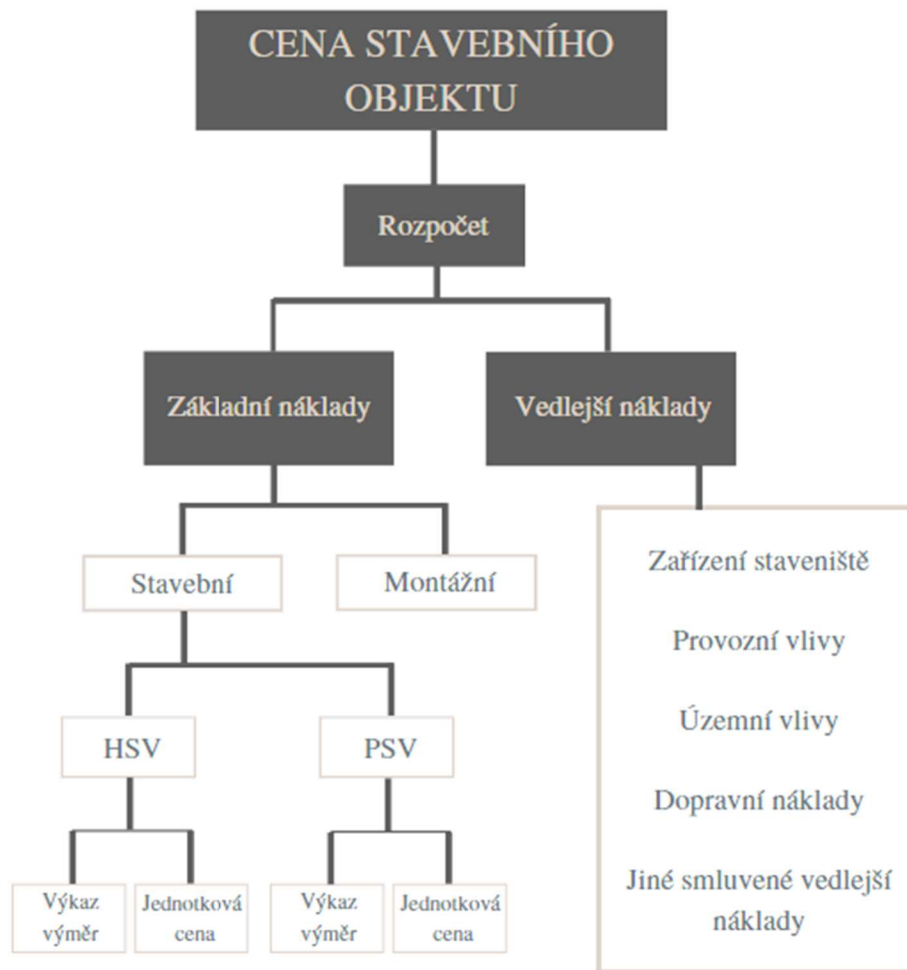 CENA STAVEBNÍHO
OBJEKTU
Rozpočet
Základní náklady
Vedlejší náklady
Stavební
Montážní
HSV
PSV
Výkaz
výměr
Jednotková
cena
Výkaz
výměr
Jednotková
cena
Zařízení staveniště
Provozní vlivy
Územní vlivy
Dopravní náklady
Jiné smluvené vedlejší
náklady